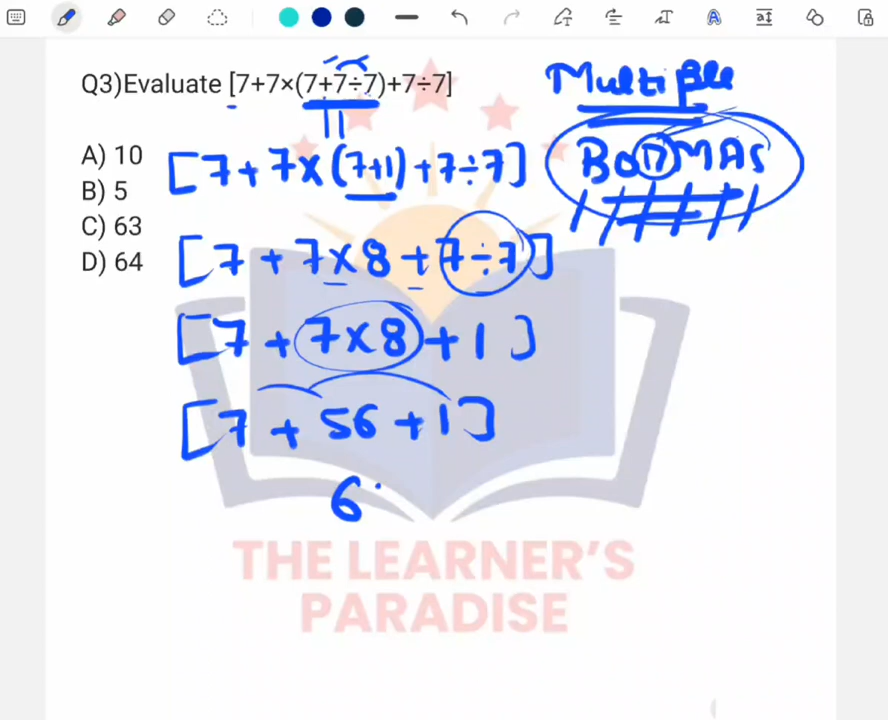 Q3)Evaluate [7+7×(7+7÷7)+7÷7]
Multiple
BODMAS
A) 10
B) 5
C) 63
D) 64
[7+7×(7+1)+7÷7]
[7+7×8+7÷7]
[7+7×8+1]
[7+56+1]
6
THE LEARNER'S
PARADISE